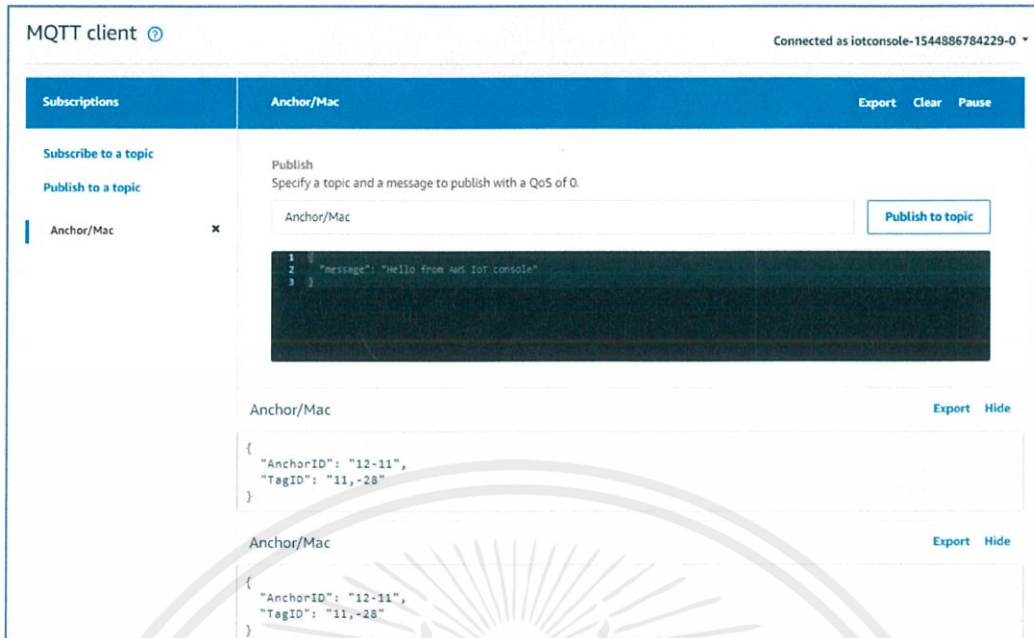 MQTT client ?
Connected as iotconsole-1544886784229-0
Subscriptions
Anchor/Mac
Export Clear Pause
Subscribe to a topic
Publish to a topic
Anchor/Mac ×
Publish
Specify a topic and a message to publish with a QoS of 0.
Anchor/Mac
Publish to topic
1 {
2 "message": "Hello from AWS IoT console"
3 }
Anchor/Mac
Export Hide
{
"AnchorID": "12-11",
"TagID": "11,-28"
}
Anchor/Mac
Export Hide
{
"AnchorID": "12-11",
"TagID": "11,-28"
}